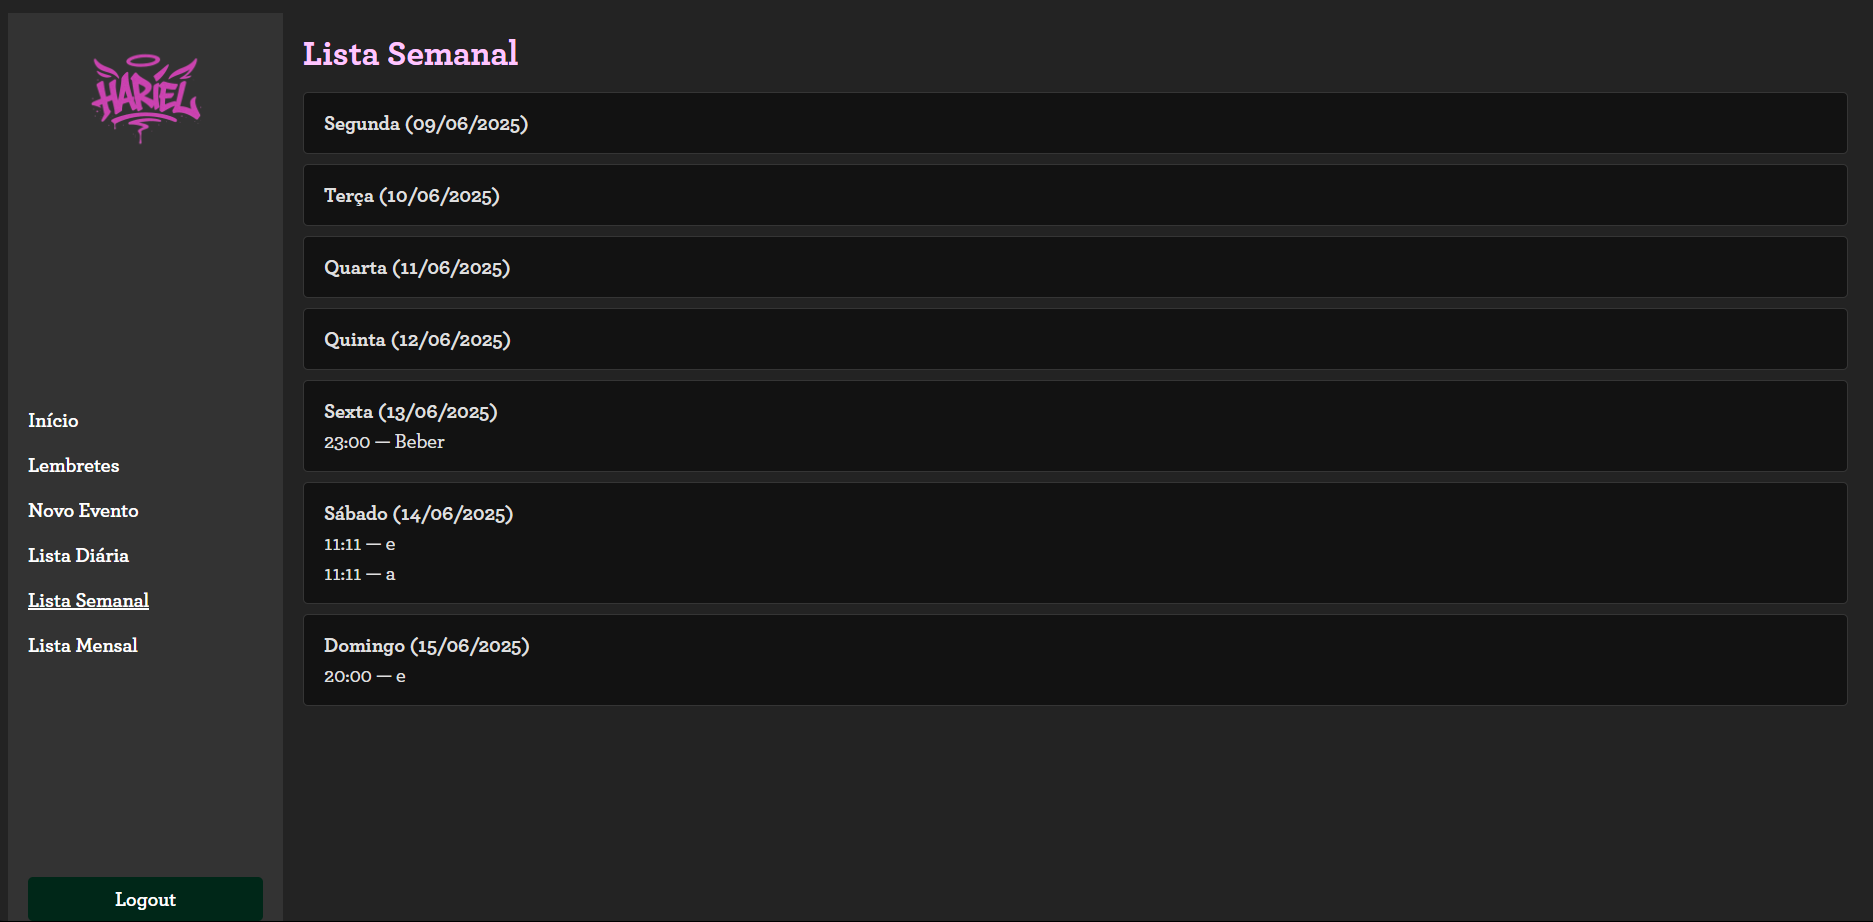 HARIEL
Início
Lembretes
Novo Evento
Lista Diária
Lista Semanal
Lista Mensal
Logout
Lista Semanal
Segunda (09/06/2025)
Terça (10/06/2025)
Quarta (11/06/2025)
Quinta (12/06/2025)
Sexta (13/06/2025)
23:00 — Beber
Sábado (14/06/2025)
11:11 — e
11:11 — a
Domingo (15/06/2025)
20:00 — e